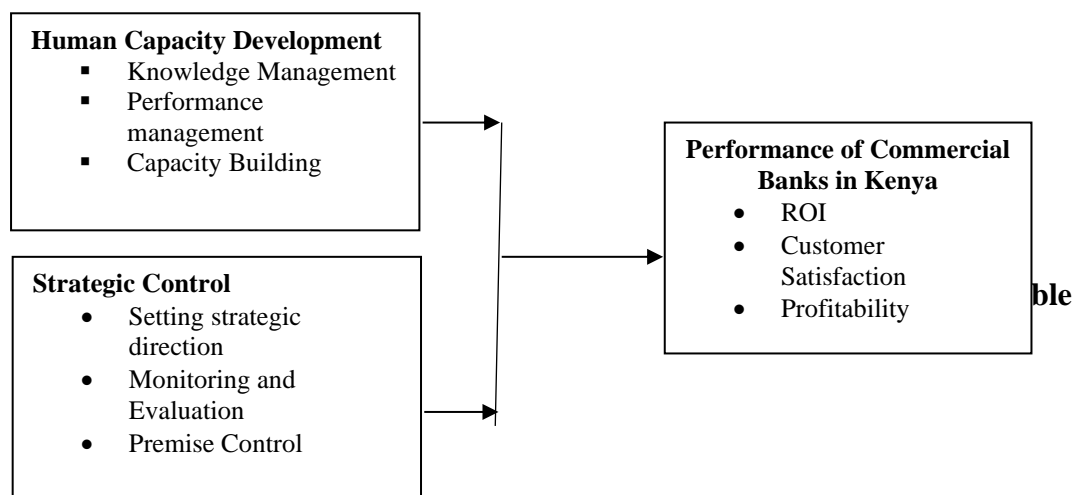 Human Capacity Development
▪ Knowledge Management
▪ Performance
management
▪ Capacity Building
Strategic Control
• Setting strategic
direction
• Monitoring and
Evaluation
• Premise Control
Performance of Commercial
Banks in Kenya
• ROI
• Customer
Satisfaction
• Profitability
ble